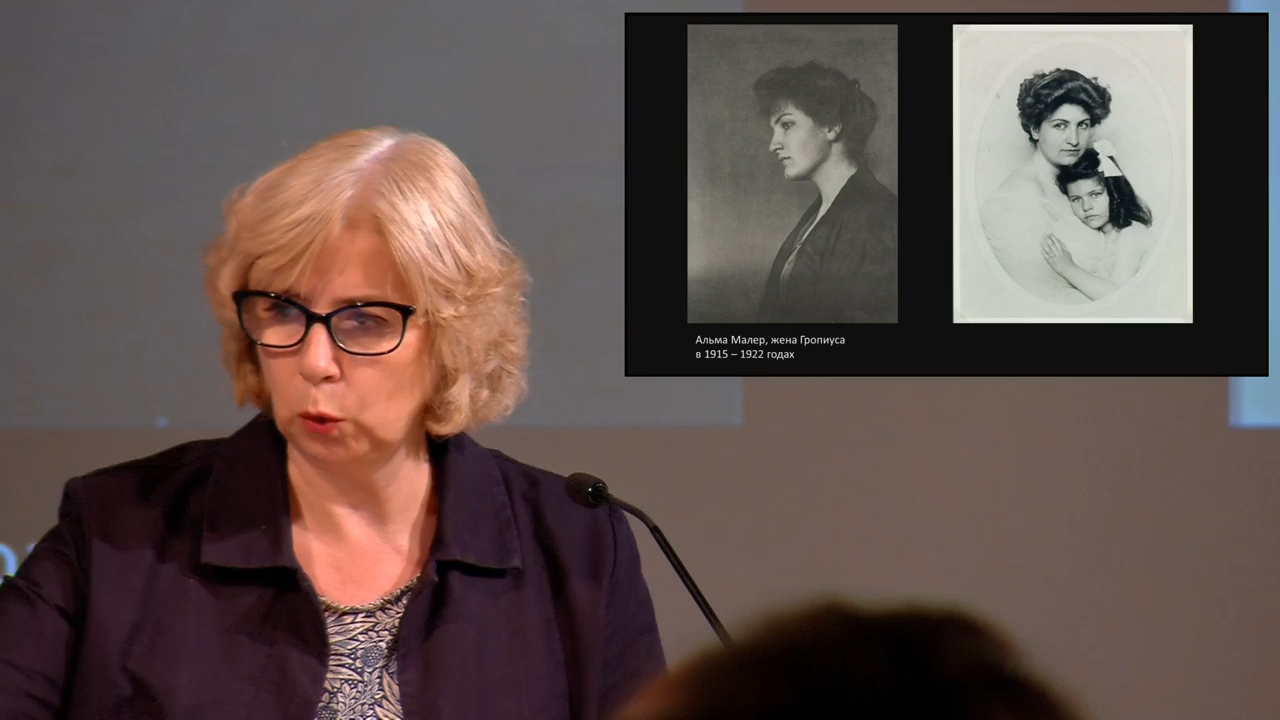 Альма Малер, жена Гропиуса
в 1915 – 1922 годах